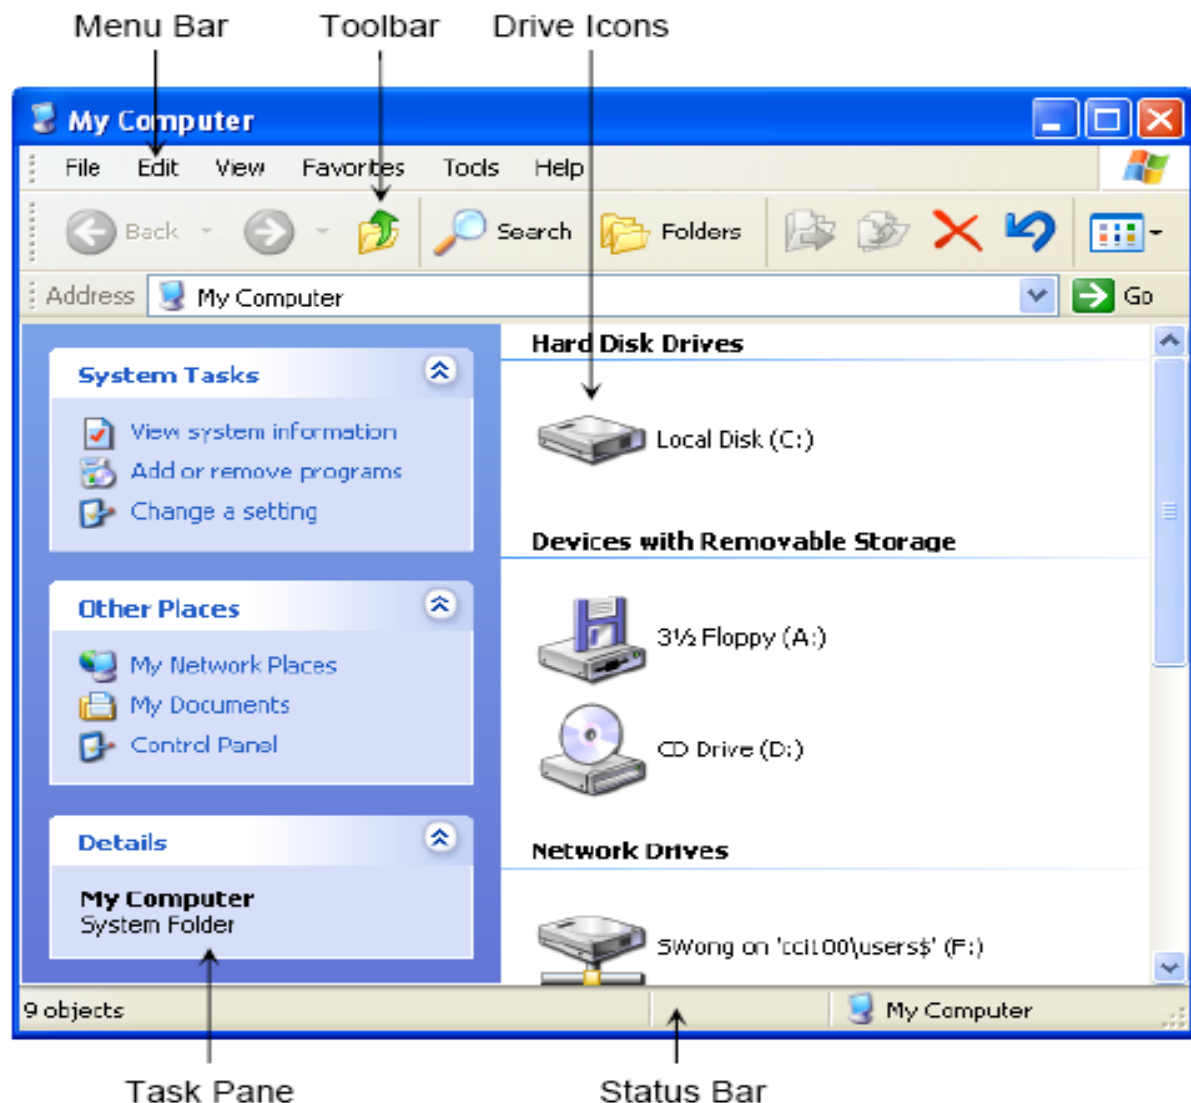 Menu Bar
Toolbar
Drive Icons
My Computer
File Edit View Favorites Tools Help
Back Search Folders
Address My Computer Go
System Tasks
View system information
Add or remove programs
Change a setting
Other Places
My Network Places
My Documents
Control Panel
Details
My Computer
System Folder
Hard Disk Drives
Local Disk (C:)
Devices with Removable Storage
3½ Floppy (A:)
CD Drive (D:)
Network Drives
SWong on 'cci100\users$' (F:)
9 objects
My Computer
Task Pane
Status Bar